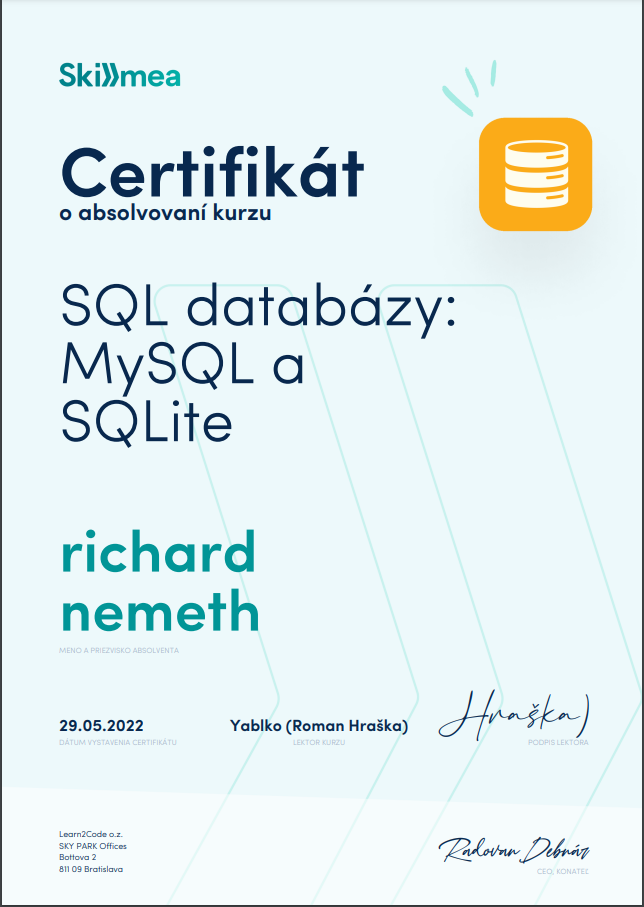 Skillmea
Certifikát
o absolvovaní kurzu
SQL databázy:
MySQL a
SQLite
richard
nemeth
MENO A PRIEZVISKO ABSOLVENTA
29.05.2022
DÁTUM VYSTAVENIA CERTIFIKÁTU
Yablko (Roman Hraška)
LEKTOR KURZU
Hraška)
PODPIS LEKTORA
Learn2Code o.z.
SKY PARK Offices
Bottova 2
811 09 Bratislava
Radovan Debnár
CEO, KONATEĽ